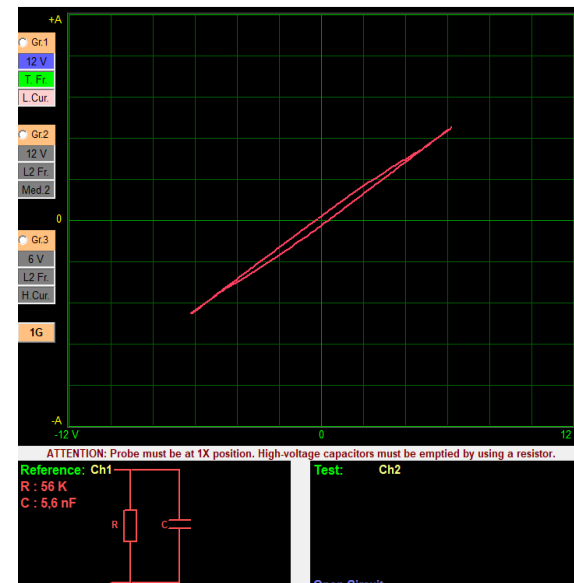 +A
Gr.1
12 V
T. Fr.
L.Cur.
Gr.2
12 V
L2 Fr.
Med.2
0
Gr.3
6 V
L2 Fr.
H.Cur.
1G
-A
-12 V 0 12
ATTENTION: Probe must be at 1X position. High-voltage capacitors must be emptied by using a resistor.
Reference: Ch1
R : 56 K
C : 5,6 nF
R C
Test: Ch2
Open Circuit